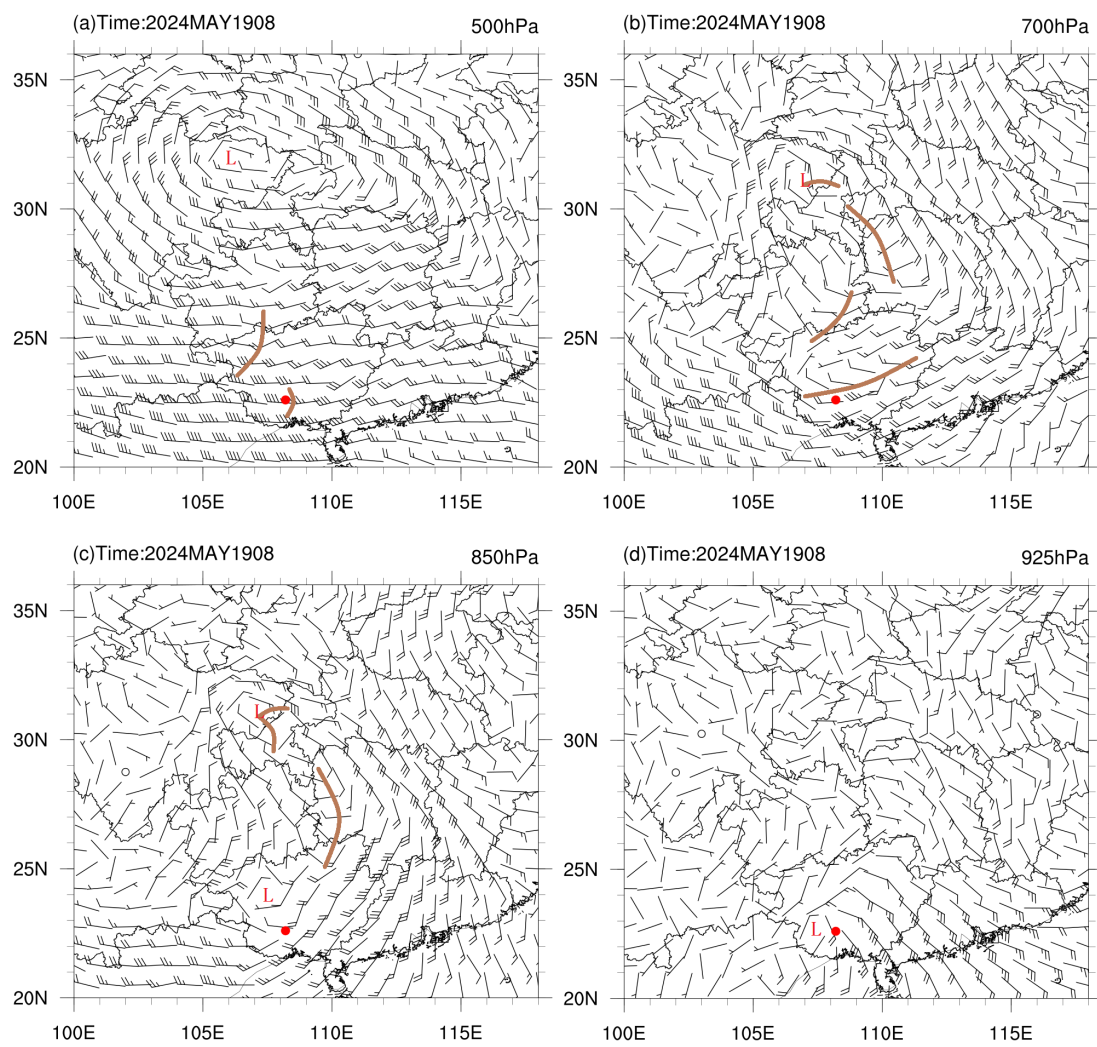 (a)Time:2024MAY1908 500hPa
35N
L
30N
25N
20N
100E 105E 110E 115E
(b)Time:2024MAY1908 700hPa
35N
L
30N
25N
20N
100E 105E 110E 115E
(c)Time:2024MAY1908 850hPa
35N
L
30N
25N
L
20N
100E 105E 110E 115E
(d)Time:2024MAY1908 925hPa
35N
30N
25N
L
20N
100E 105E 110E 115E